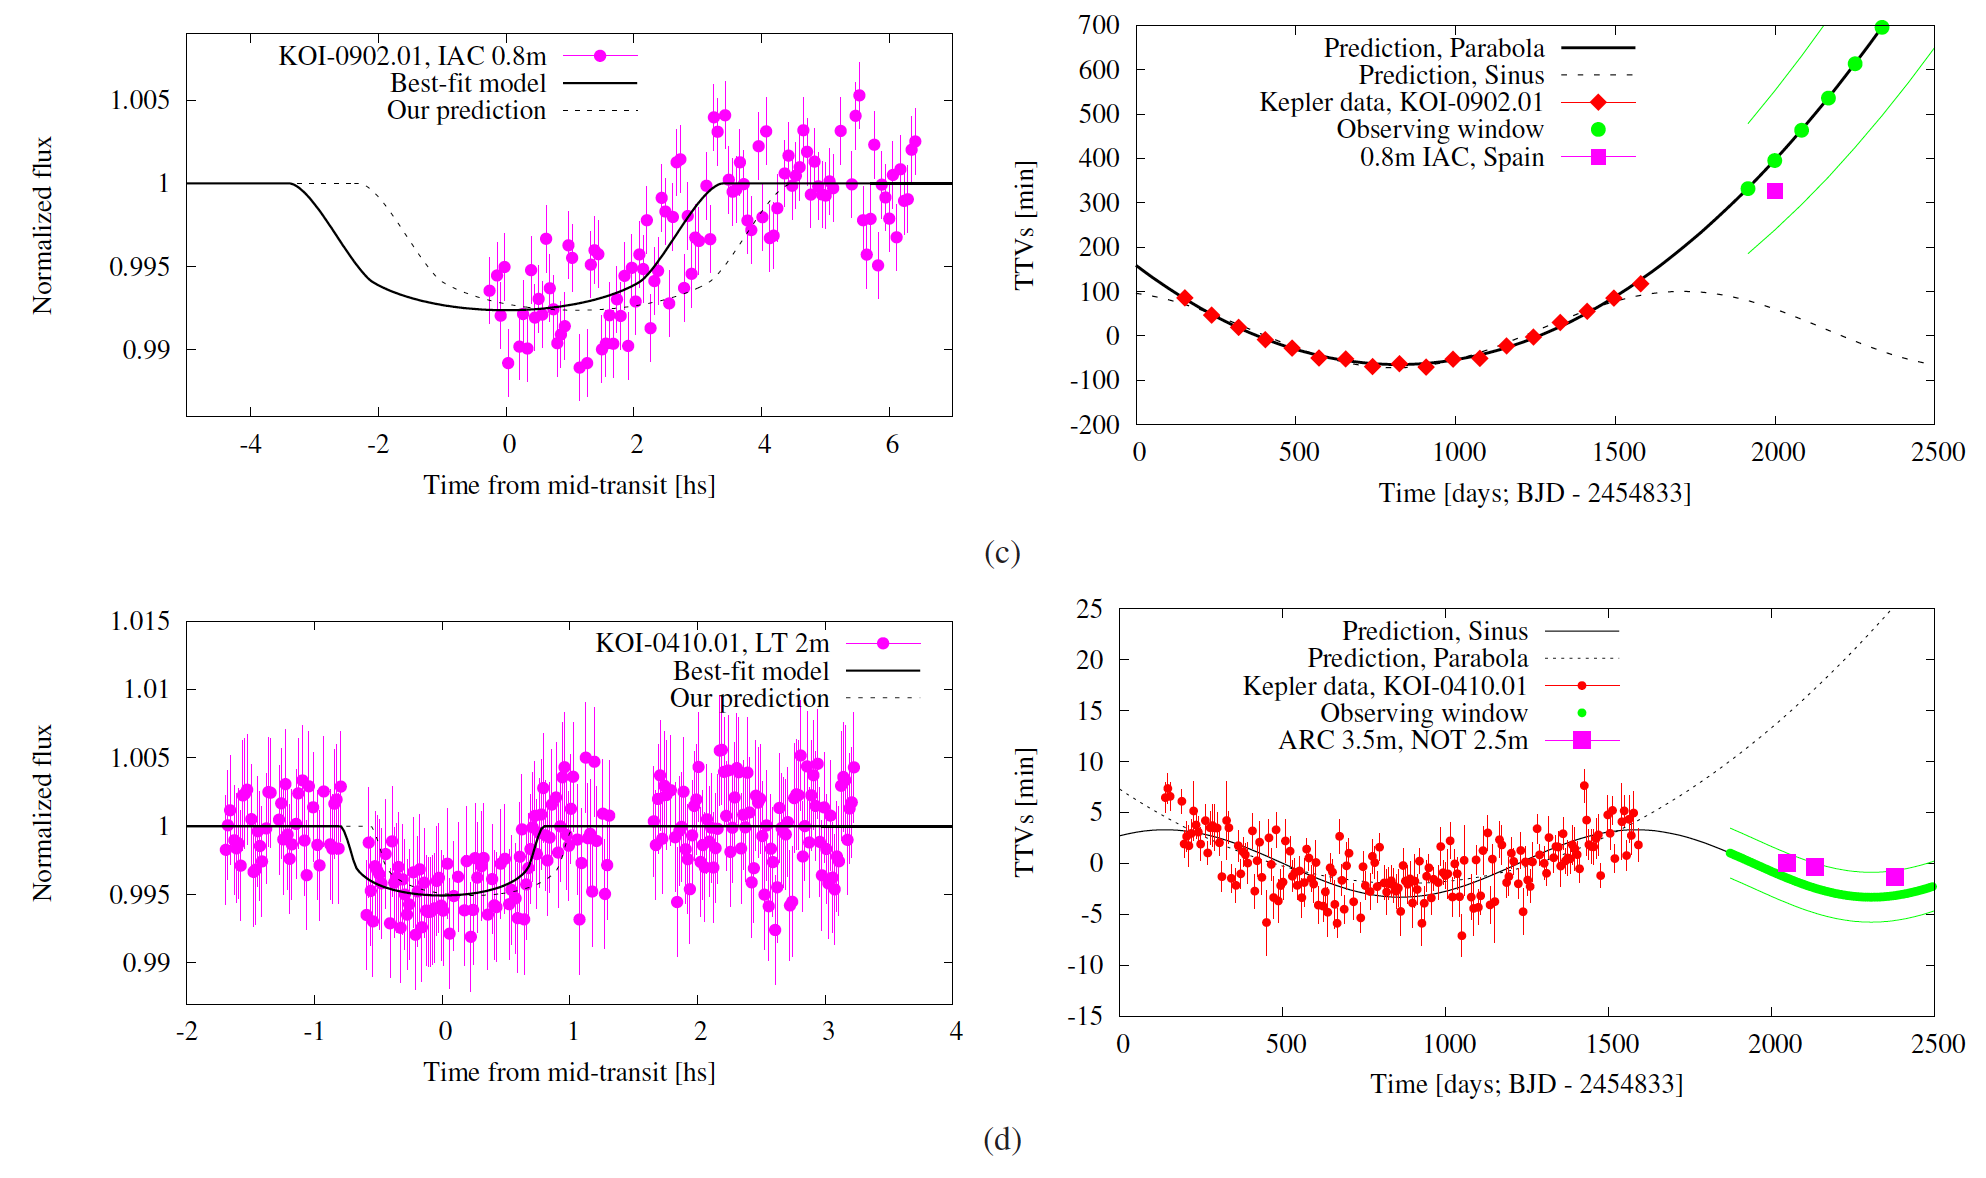 KOI-0902.01, IAC 0.8m
Best-fit model
Our prediction
1.005
1
0.995
0.99
Normalized flux
-4 -2 0 2 4 6
Time from mid-transit [hs]
Prediction, Parabola
Prediction, Sinus
Kepler data, KOI-0902.01
Observing window
0.8m IAC, Spain
700
600
500
400
300
200
100
0
-100
-200
TTVs [min]
0 500 1000 1500 2000 2500
Time [days; BJD - 2454833]
(c)
KOI-0410.01, LT 2m
Best-fit model
Our prediction
1.015
1.01
1.005
1
0.995
0.99
Normalized flux
-2 -1 0 1 2 3 4
Time from mid-transit [hs]
Prediction, Sinus
Prediction, Parabola
Kepler data, KOI-0410.01
Observing window
ARC 3.5m, NOT 2.5m
25
20
15
10
5
0
-5
-10
-15
TTVs [min]
0 500 1000 1500 2000 2500
Time [days; BJD - 2454833]
(d)